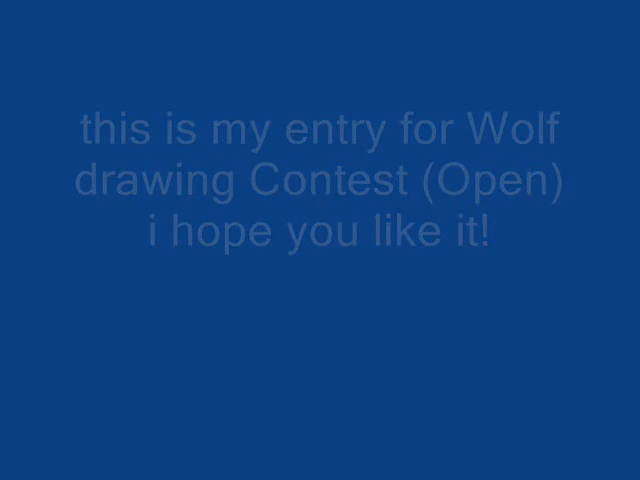 this is my entry for Wolf
drawing Contest (Open)
i hope you like it!